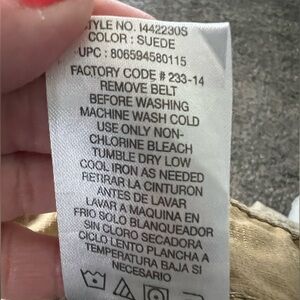 STYLE NO. I442230S
COLOR : SUEDE
UPC : 806594580115
FACTORY CODE # 233-14
REMOVE BELT
BEFORE WASHING
MACHINE WASH COLD
USE ONLY NON-
CHLORINE BLEACH
TUMBLE DRY LOW
COOL IRON AS NEEDED
RETIRAR LA CINTURON
ANTES DE LAVAR
LAVAR A MAQUINA EN
FRIO SOLO BLANQUEADOR
SIN CLORO SECADORA
CICLO LENTO PLANCHA A
TEMPERATURA BAJA SI
NECESARIO